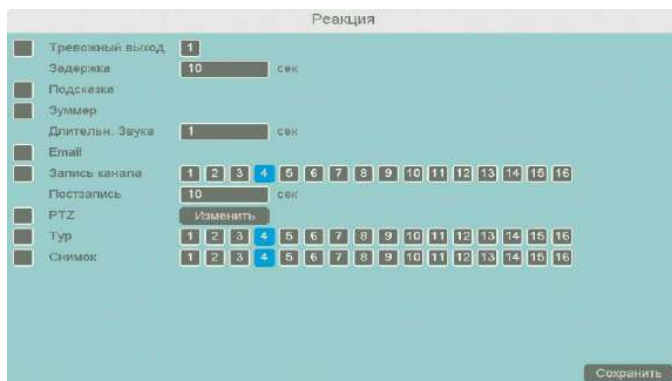 Реакция
Тревожный выход 1
Задержка 10 сек
Подсказка
Зуммер
Длительн. Звука 1 сек
Email
Запись канала 1 2 3 4 5 6 7 8 9 10 11 12 13 14 15 16
Постзапись 10 сек
PTZ Изменить
Тур 1 2 3 4 5 6 7 8 9 10 11 12 13 14 15 16
Снимок 1 2 3 4 5 6 7 8 9 10 11 12 13 14 15 16
Сохранить